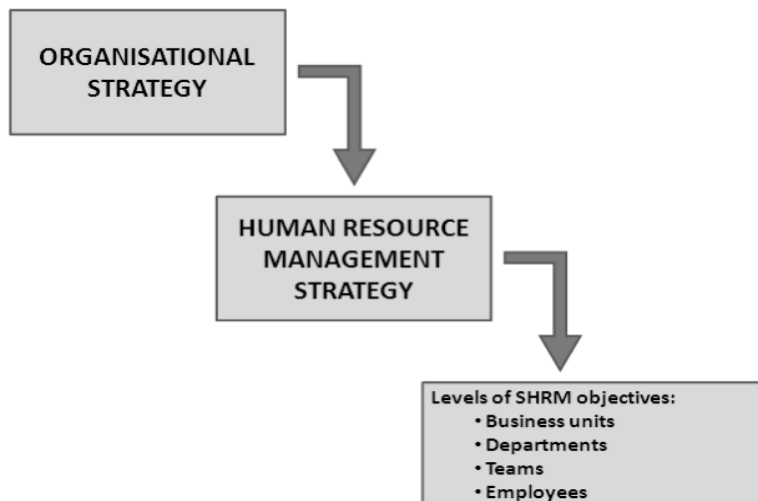 ORGANISATIONAL
STRATEGY
HUMAN RESOURCE
MANAGEMENT
STRATEGY
Levels of SHRM objectives:
• Business units
• Departments
• Teams
• Employees